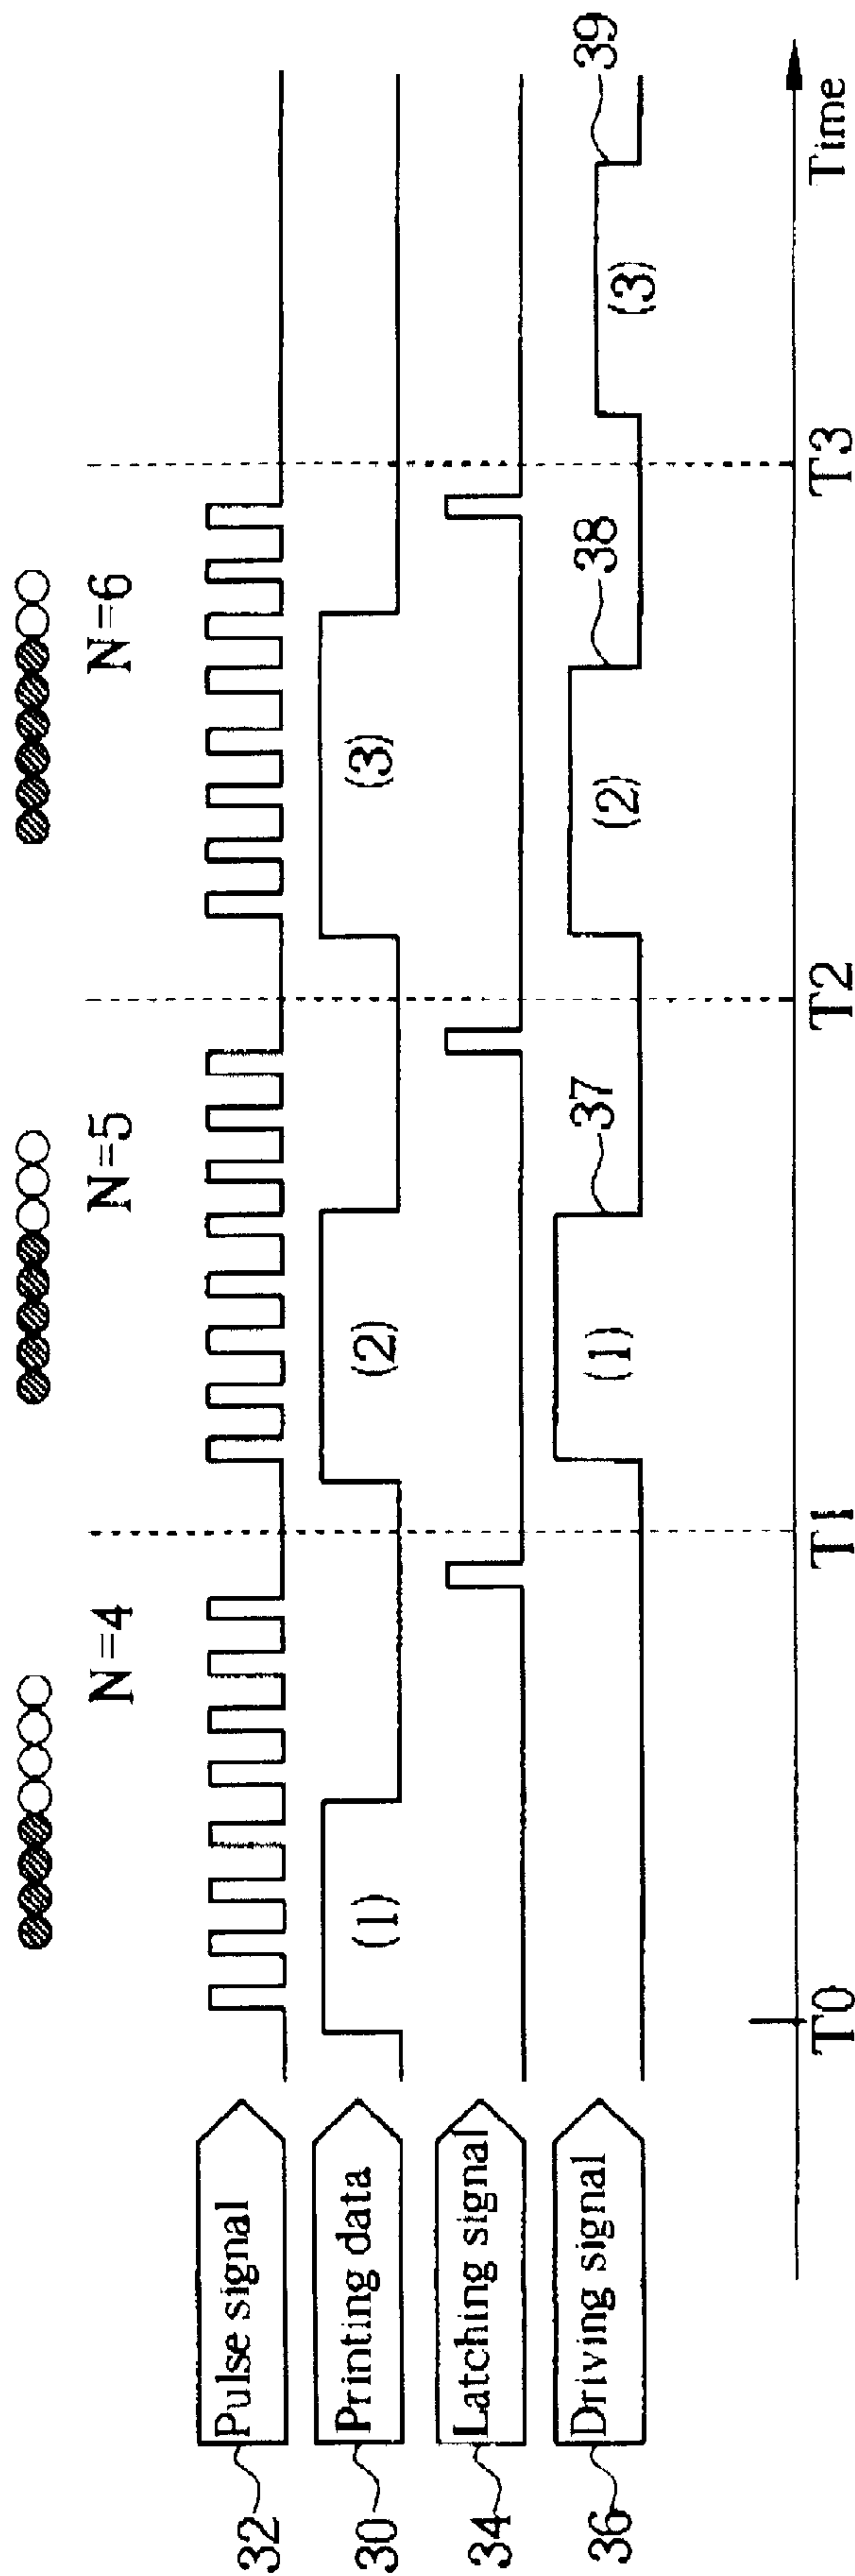 N=4 N=5 N=6
32 Pulse signal
30 Printing data (1) (2) (3)
34 Latching signal
36 Driving signal (1) 37 (2) 38 (3) 39
T0 T1 T2 T3 Time